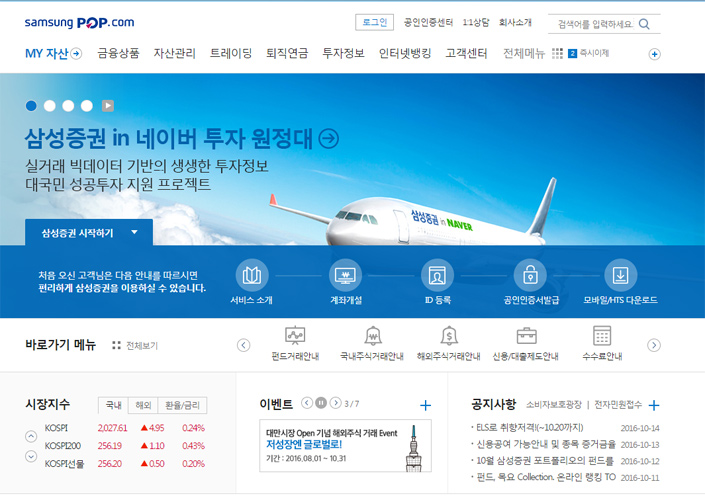 samsung POP.com
로그인 공인인증센터 1:1상담 회사소개 검색어를 입력하세요.
MY 자산 금융상품 자산관리 트레이딩 퇴직연금 투자정보 인터넷뱅킹 고객센터 전체메뉴 2 즉시이체
삼성증권 in 네이버 투자 원정대
실거래 빅데이터 기반의 생생한 투자정보
대국민 성공투자 지원 프로젝트
삼성증권 in NAVER
삼성증권 시작하기
처음 오신 고객님은 다음 안내를 따르시면
편리하게 삼성증권을 이용하실 수 있습니다.
서비스 소개 계좌개설 ID 등록 공인인증서발급 모바일/HTS 다운로드
바로가기 메뉴 전체보기
펀드거래안내 국내주식거래안내 해외주식거래안내 신용/대출제도안내 수수료안내
시장지수 국내 해외 환율/금리
KOSPI 2,027.61 ▲4.95 0.24%
KOSPI200 256.19 ▲1.10 0.43%
KOSPI선물 256.20 ▲0.50 0.20%
이벤트 3 / 7
대만시장 Open 기념 해외주식 거래 Event
저성장엔 글로벌로!
기간 : 2016.08.01 ~ 10.31
공지사항 소비자보호광장 | 전자민원접수
ELS로 취향저격!(~10.20까지) 2016-10-14
신용공여 가능안내 및 종목 증거금율 2016-10-13
10월 삼성증권 포트폴리오의 펀드를 2016-10-12
펀드, 목요 Collection. 온라인 랭킹 TO 2016-10-11